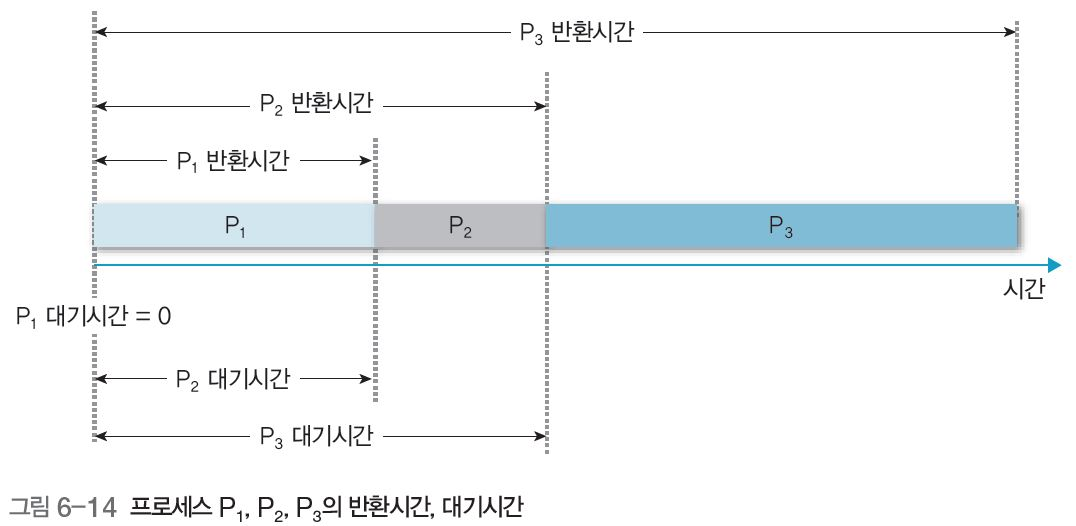 P₃ 반환시간
P₂ 반환시간
P₁ 반환시간
P₁ P₂ P₃
시간
P₁ 대기시간 = 0
P₂ 대기시간
P₃ 대기시간
그림 6-14 프로세스 P₁, P₂, P₃의 반환시간, 대기시간